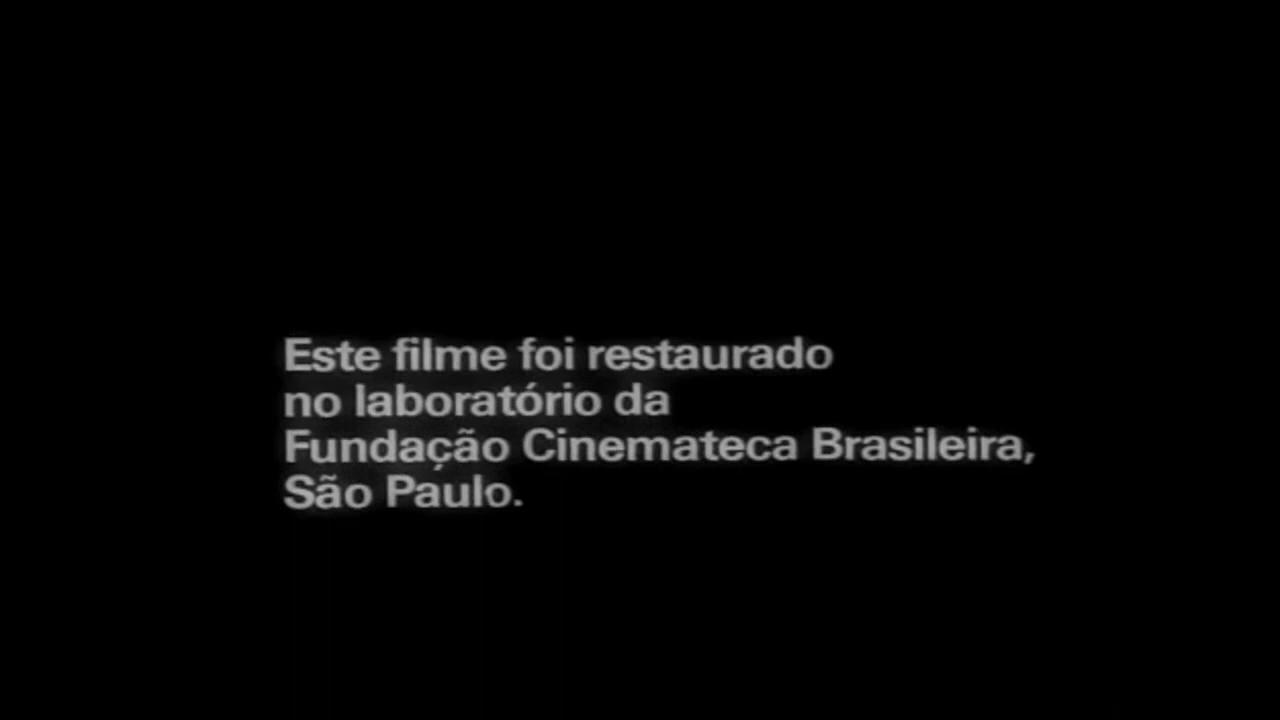 Este filme foi restaurado
no laboratório da
Fundação Cinemateca Brasileira,
São Paulo.